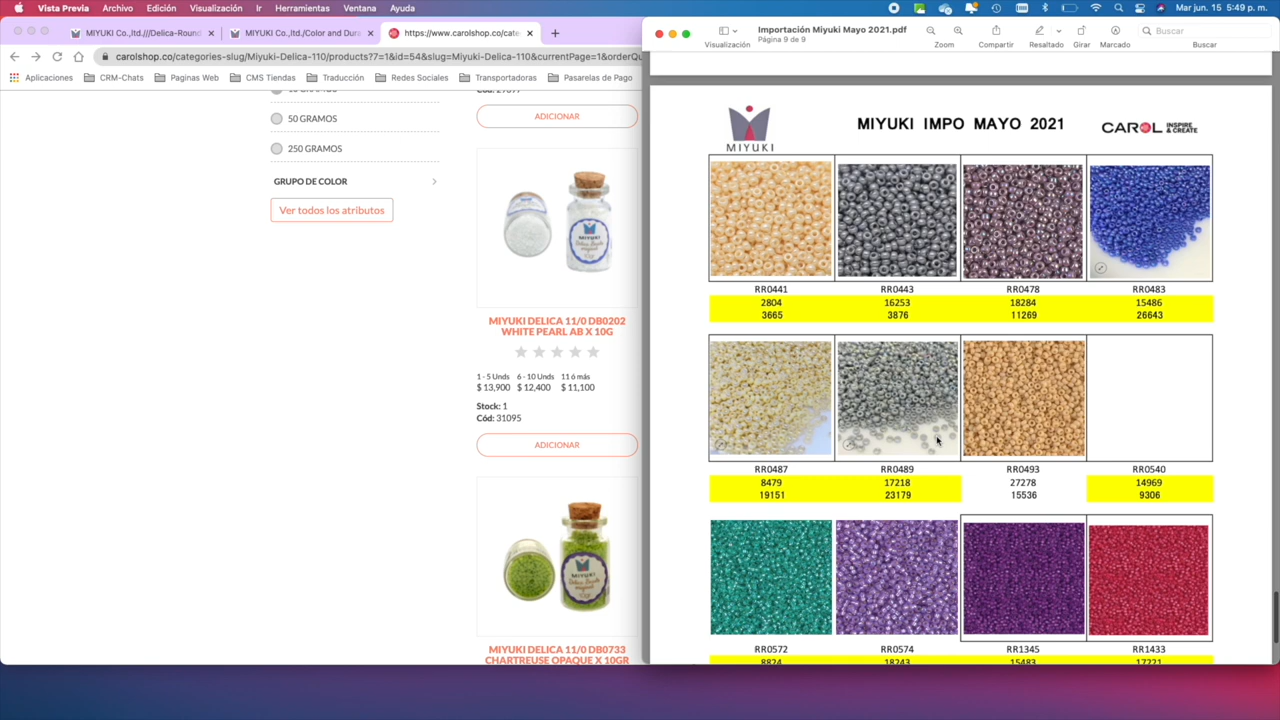 Vista Previa Archivo Edición Visualización Ir Herramientas Ventana Ayuda
Mar jun. 15 5:49 p. m.
MIYUKI Co.,ltd.///Delica-Round
MIYUKI Co.,ltd./Color and Dura
https://www.carolshop.co/cate
carolshop.co/categories-slug/Miyuki-Delica-110/products?7=1&id=54&slug=Miyuki-Delica-110&currentPage=1&orderQu
Aplicaciones CRM-Chats Paginas Web CMS Tiendas Traducción Redes Sociales Transportadoras Pasarelas de Pago
50 GRAMOS
250 GRAMOS
GRUPO DE COLOR
Ver todos los atributos
ADICIONAR
MIYUKI
MIYUKI DELICA 11/0 DB0202
WHITE PEARL AB X 10G
1 - 5 Unds 6 - 10 Unds 11 ó más
$ 13,900 $ 12,400 $ 11,100
Stock: 1
Cód: 31095
ADICIONAR
MIYUKI
MIYUKI DELICA 11/0 DB0733
CHARTREUSE OPAQUE X 10GR
Importación Miyuki Mayo 2021.pdf
Página 9 de 9
Visualización Zoom Compartir Resaltado Girar Marcado Buscar
Buscar
MIYUKI
MIYUKI IMPO MAYO 2021
CAROL INSPIRE
&CREATE
RR0441 RR0443 RR0478 RR0483
2804 16253 18284 15486
3665 3876 11269 26643
RR0487 RR0489 RR0493 RR0540
8479 17218 27278 14969
19151 23179 15536 9306
RR0572 RR0574 RR1345 RR1433
8824 18243 15483 17221